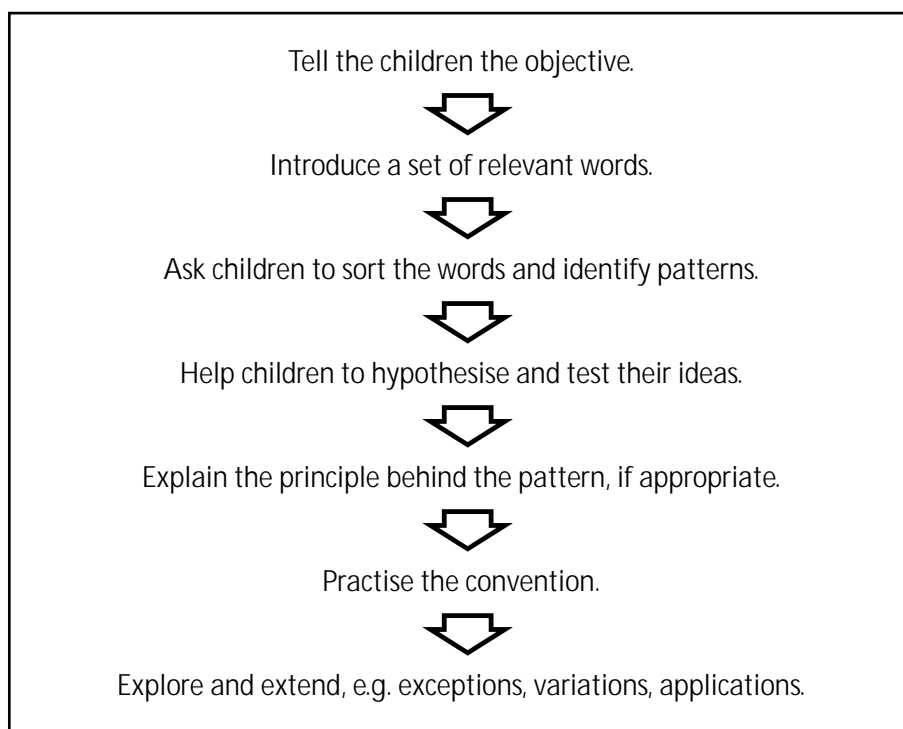 Tell the children the objective.
Introduce a set of relevant words.
Ask children to sort the words and identify patterns.
Help children to hypothesise and test their ideas.
Explain the principle behind the pattern, if appropriate.
Practise the convention.
Explore and extend, e.g. exceptions, variations, applications.